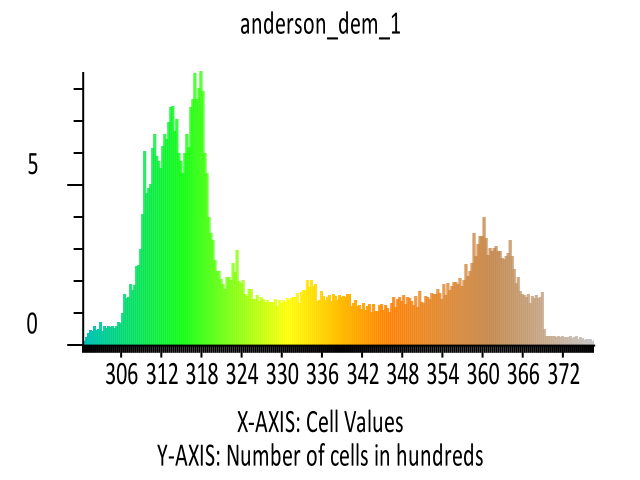 anderson_dem_1
5
0
306 312 318 324 330 336 342 348 354 360 366 372
X-AXIS: Cell Values
Y-AXIS: Number of cells in hundreds